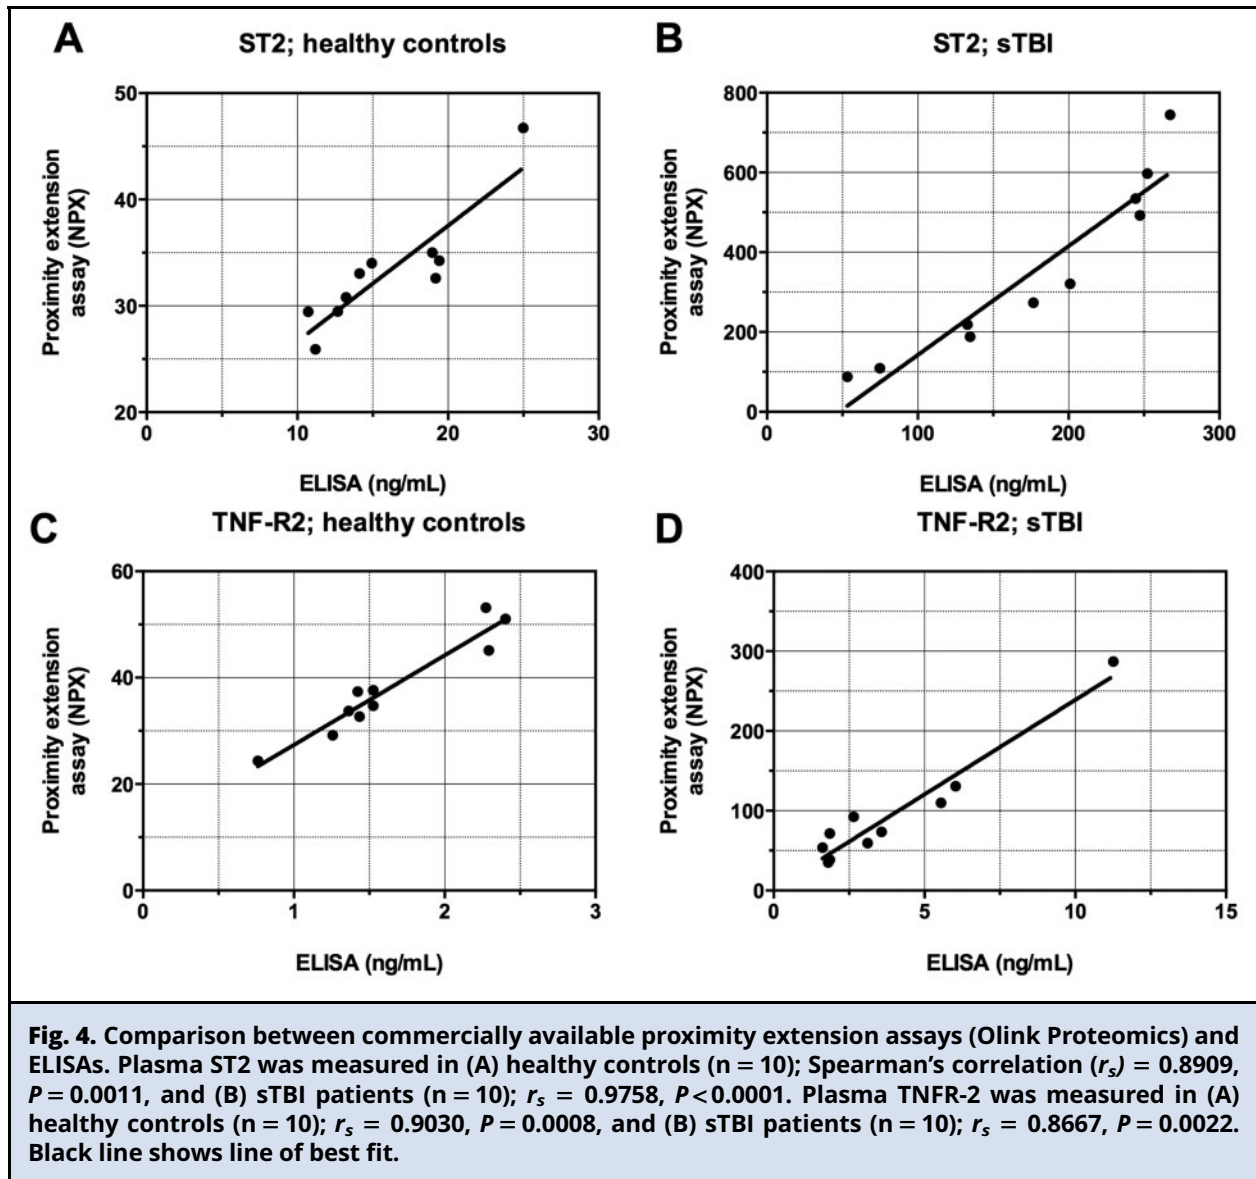 A
ST2; healthy controls
Proximity extension
assay (NPX)
50
40
30
20
0
10
20
30
ELISA (ng/mL)
B
ST2; sTBI
Proximity extension
assay (NPX)
800
600
400
200
0
0
100
200
300
ELISA (ng/mL)
C
TNF-R2; healthy controls
Proximity extension
assay (NPX)
60
40
20
0
0
1
2
3
ELISA (ng/mL)
D
TNF-R2; sTBI
Proximity extension
assay (NPX)
400
300
200
100
0
0
5
10
15
ELISA (ng/mL)
Fig. 4. Comparison between commercially available proximity extension assays (Olink Proteomics) and
ELISAs. Plasma ST2 was measured in (A) healthy controls (n = 10); Spearman's correlation (rs) = 0.8909,
P = 0.0011, and (B) sTBI patients (n = 10); rs = 0.9758, P<0.0001. Plasma TNFR-2 was measured in (A)
healthy controls (n = 10); rs = 0.9030, P = 0.0008, and (B) sTBI patients (n = 10); rs = 0.8667, P = 0.0022.
Black line shows line of best fit.